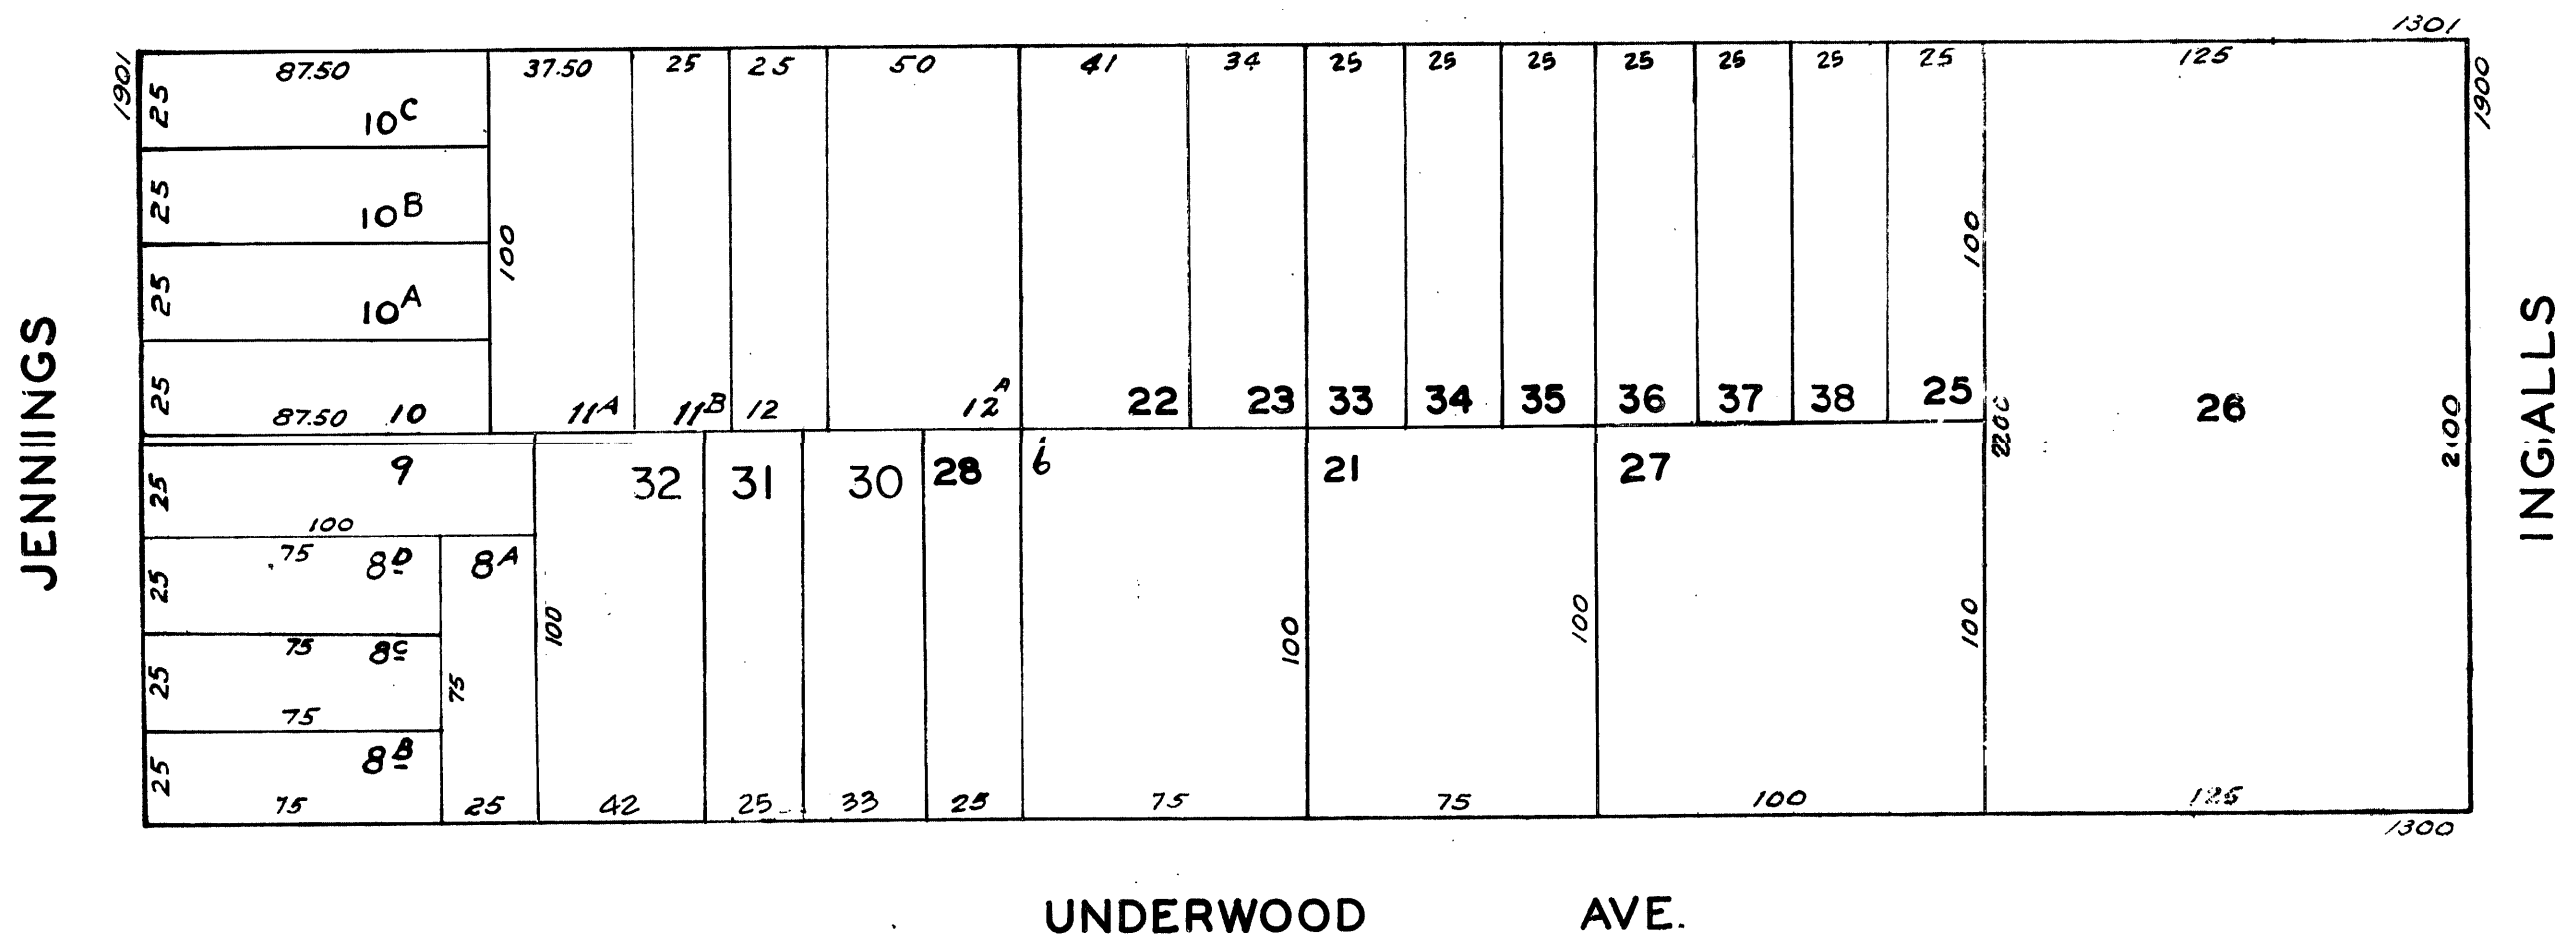 1301
1901
87.50 37.50 25 25 50 41 34 25 25 25 25 25 25 25 125
1900
25 10C
25 10B
100 100
25 10A
JENNINGS
INGALLS
25 87.50 10 11A 11B 12 12A 22 23 33 34 35 36 37 38 25 26
2100
25 9 32 31 30 28 6 21 27
100
25 75 8D 8A
100 100 100 100
25 75 8C
75
75
25 8B
75 25 42 25 33 25 75 75 100 125
1300
UNDERWOOD AVE.